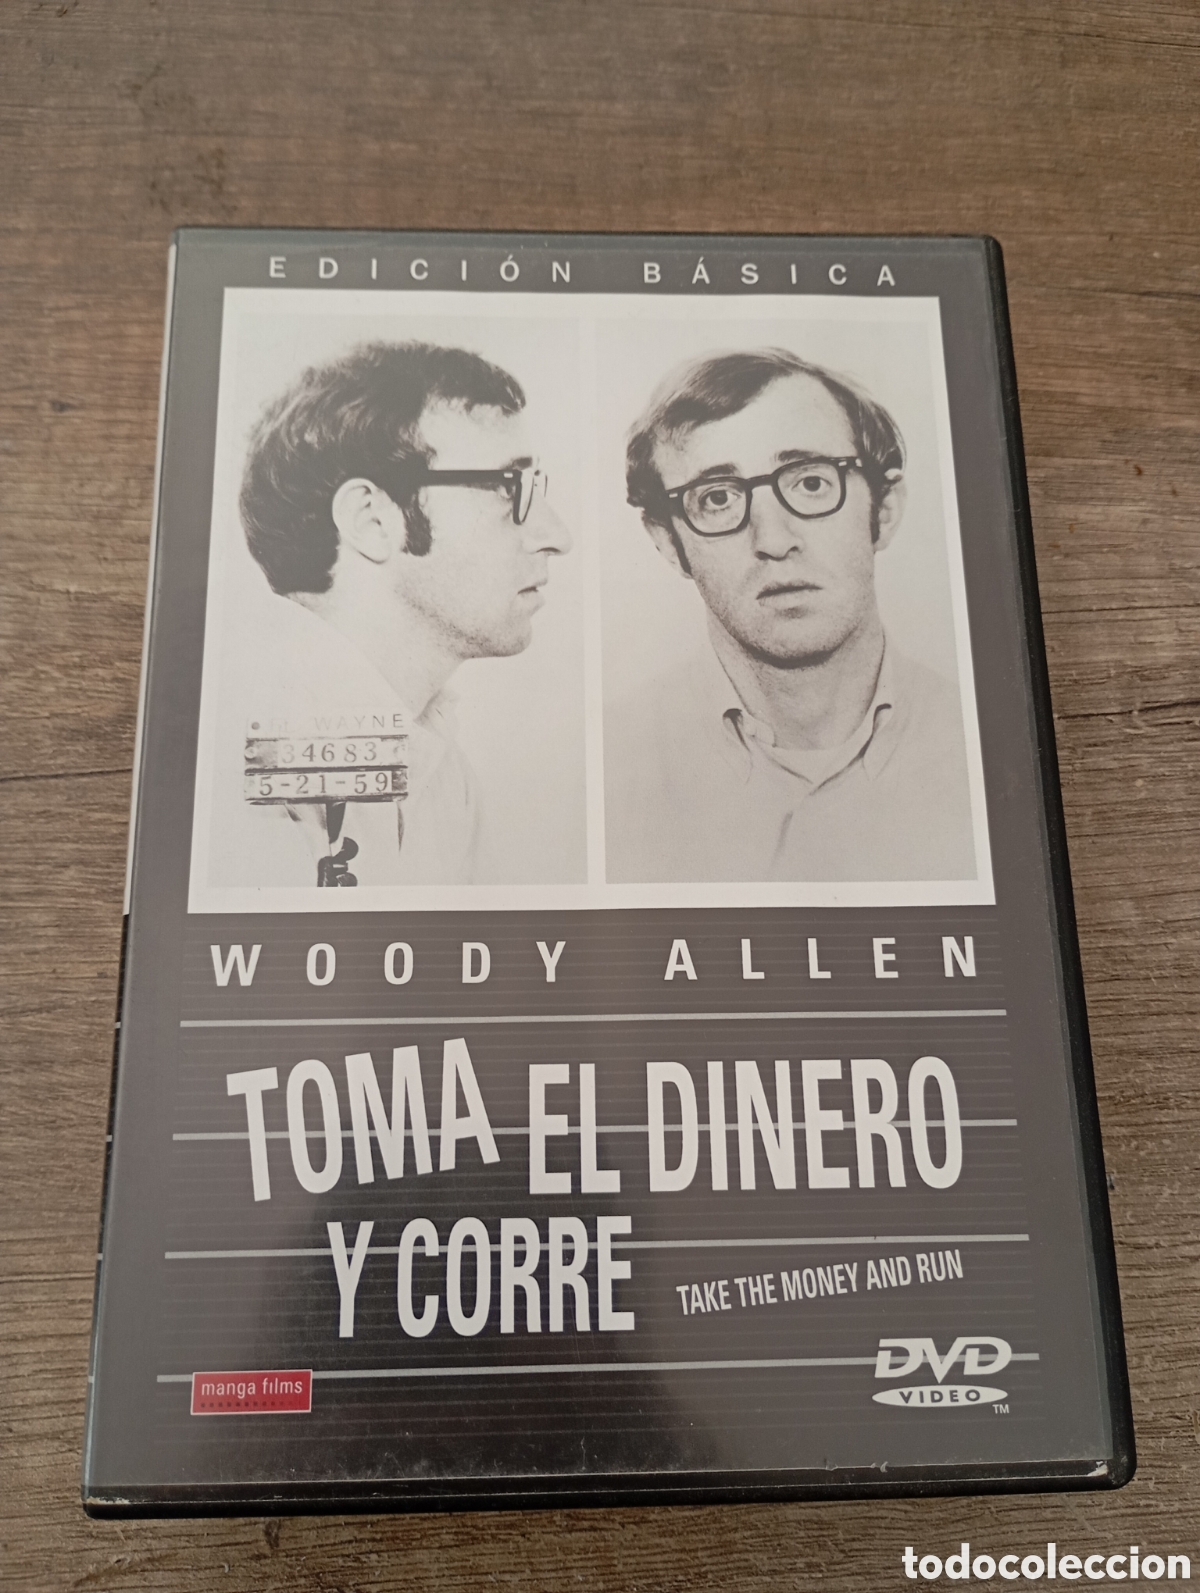 EDICIÓN BÁSICA
WAYNE
34683
5-21-59
WOODY ALLEN
TOMA EL DINERO
Y CORRE
TAKE THE MONEY AND RUN
manga films
DVD
VIDEO
TM
todocoleccion